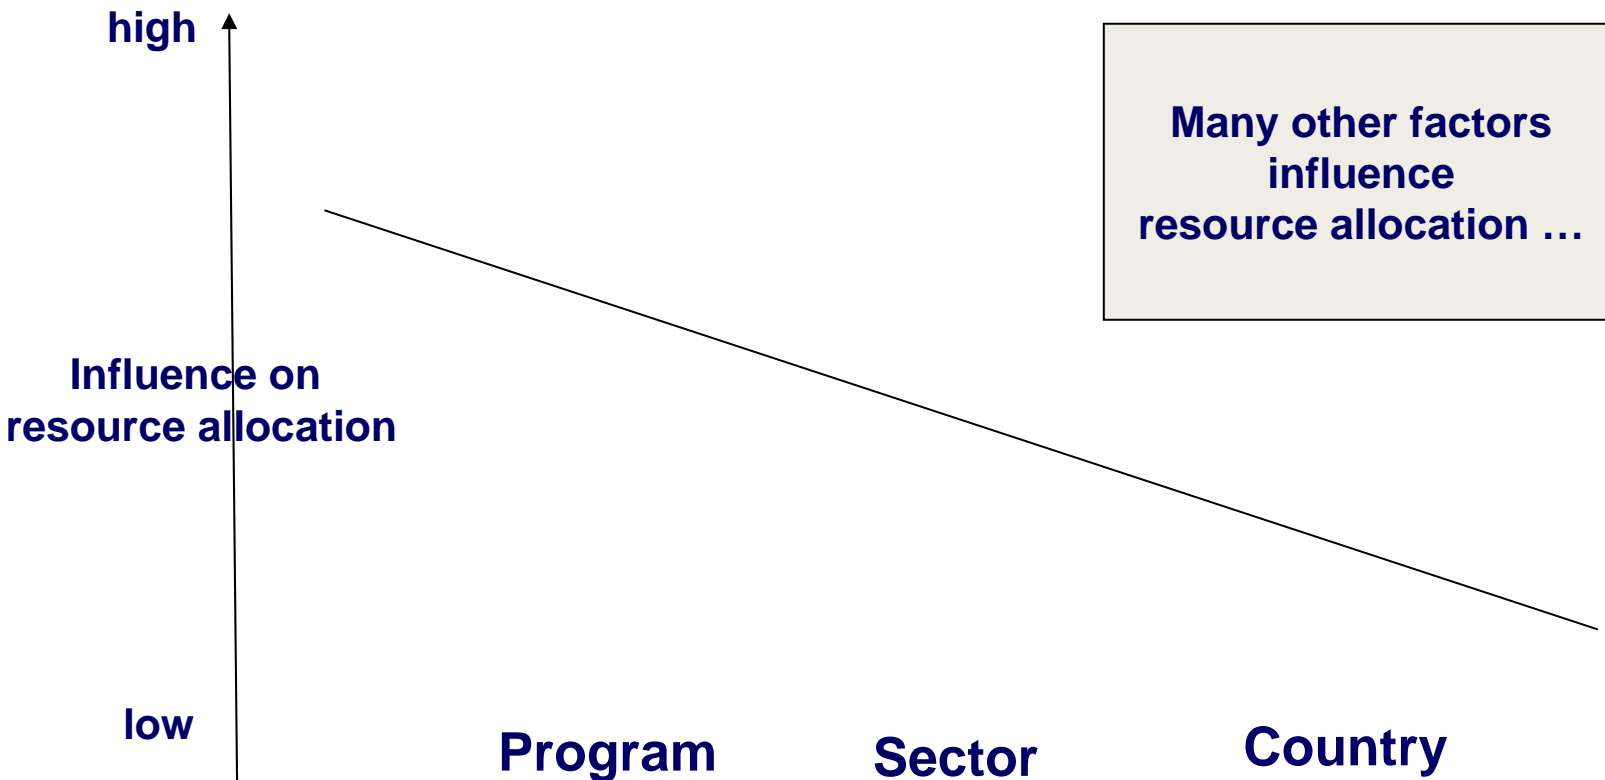 high
Many other factors
influence
resource allocation …
Influence on
resource allocation
low
Program
Sector
Country